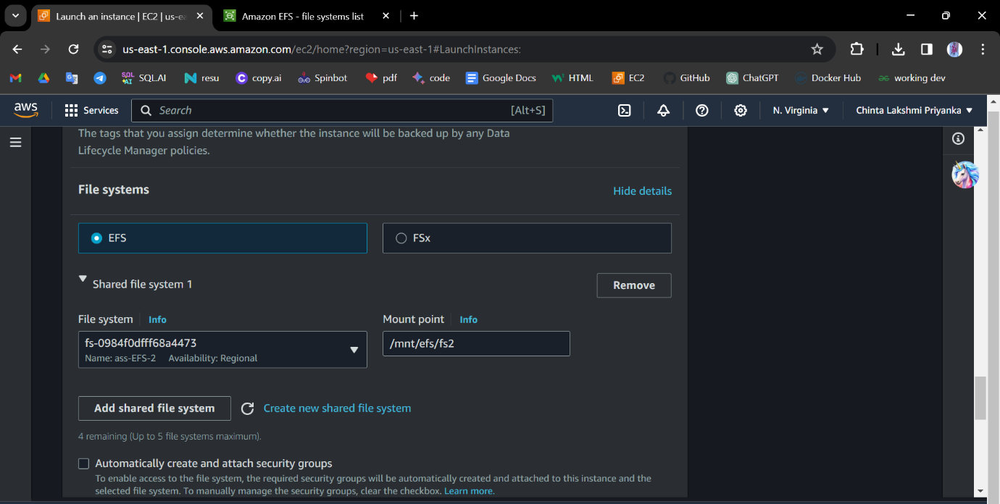 Launch an instance | EC2 | us-ea
Amazon EFS - file systems list
us-east-1.console.aws.amazon.com/ec2/home?region=us-east-1#LaunchInstances:
SQL AI
SQL.AI
resu
copy.ai
Spinbot
pdf
code
Google Docs
HTML
EC2
GitHub
ChatGPT
Docker Hub
working dev
aws
Services
Search
[Alt+S]
N. Virginia
Chinta Lakshmi Priyanka
The tags that you assign determine whether the instance will be backed up by any Data
Lifecycle Manager policies.
File systems
Hide details
EFS
FSx
Shared file system 1
Remove
File system
Info
Mount point
Info
fs-0984f0dfff68a4473
Name: ass-EFS-2 Availability: Regional
/mnt/efs/fs2
Add shared file system
Create new shared file system
4 remaining (Up to 5 file systems maximum).
Automatically create and attach security groups
To enable access to the file system, the required security groups will be automatically created and attached to this instance and the
selected file system. To manually manage the security groups, clear the checkbox. Learn more.